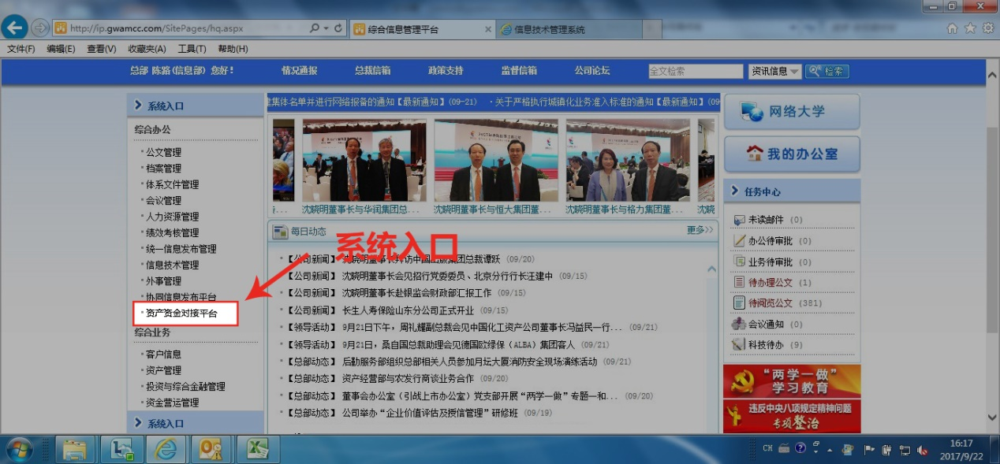 http://ip.gwamcc.com/SitePages/hq.aspx
综合信息管理平台
信息技术管理系统
文件(F) 编辑(E) 查看(V) 收藏夹(A) 工具(T) 帮助(H)
总部 陈路(信息部) 您好!
情况通报 总裁信箱 政策支持 监督信箱 公司论坛
全文检索
资讯信息
检索
系统入口
综合办公
公文管理
档案管理
体系文件管理
会议管理
人力资源管理
绩效考核管理
统一信息发布管理
信息技术管理
外事管理
协同信息发布平台
资产资金对接平台
综合业务
客户信息
资产管理
投资与综合金融管理
资金营运管理
系统入口
集体名单并进行网络报备的通知【最新通知】(09-21) ·关于严格执行城镇化业务准入标准的通知【最新通知】(09
沈晓明董事长与华润集团总...
沈晓明董事长与恒大集团董...
沈晓明董事长与格力集团董...
沈晓
每日动态
更多>>
系统入口
【公司新闻】 沈晓明董事长拜访中国出版集团总裁谭跃 (09/20)
【公司新闻】 沈晓明董事长会见招行党委委员、北京分行行长汪建中 (09/15)
【公司新闻】 沈晓明董事长赴银监会财政部汇报工作 (09/15)
【公司新闻】 长生人寿保险山东分公司正式开业 (09/15)
【领导活动】 9月21日下午，周礼耀副总裁会见中国化工资产公司董事长冯益民一行... (09/21)
【领导活动】 9月21日，桑自国总裁助理会见德国欧绿保（ALBA）集团客人 (09/21)
【总部动态】 后勤服务部组织总部相关人员参加月坛大厦消防安全现场演练活动 (09/21)
【总部动态】 资产经营部与农发行商谈业务合作 (09/20)
【总部动态】 董事会办公室（引战上市办公室）党支部开展“两学一做”专题一和... (09/20)
【总部动态】 公司举办“企业价值评估及授信管理”研修班 (09/19)
网络大学
我的办公室
任务中心
未读邮件 (0)
办公待审批 (0)
业务待审批 (0)
待办理公文 (1)
待阅览公文 (381)
会议通知 (0)
科技待办 (9)
“两学一做”
学习教育
违反中央八项规定精神问题
专项整治
CH
16:17
2017/9/22